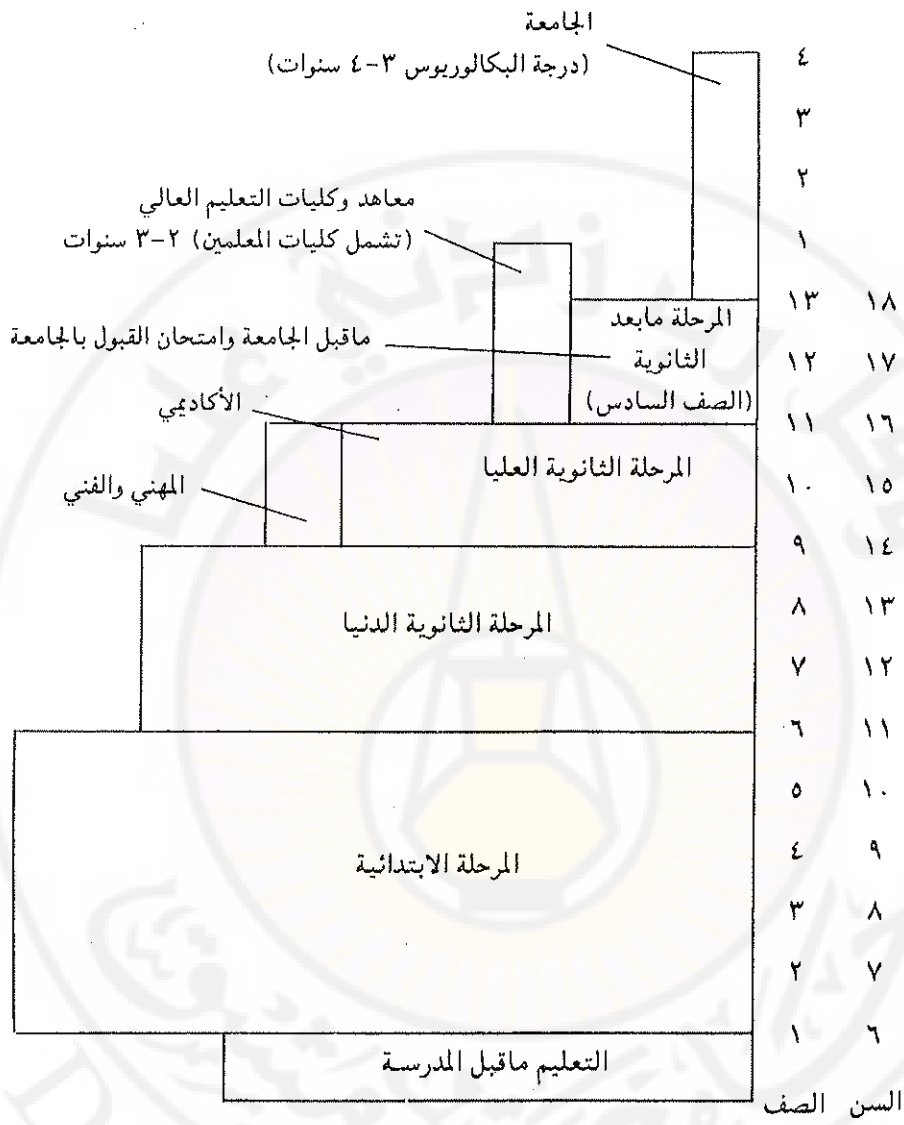 الجامعة
(درجة البكالوريوس ٣-٤ سنوات)
معاهد وكليات التعليم العالي
(تشمل كليات المعلمين) ٢-٣ سنوات
المرحلة مابعد
الثانوية
(الصف السادس)
ماقبل الجامعة وامتحان القبول بالجامعة
الأكاديمي
المهني والفني
المرحلة الثانوية العليا
المرحلة الثانوية الدنيا
المرحلة الابتدائية
التعليم ماقبل المدرسة
٤
٣
٢
١
١٨ ١٣
١٧ ١٢
١٦ ١١
١٥ ١٠
١٤ ٩
١٣ ٨
١٢ ٧
١١ ٦
١٠ ٥
٩ ٤
٨ ٣
٧ ٢
٦ ١
السن الصف